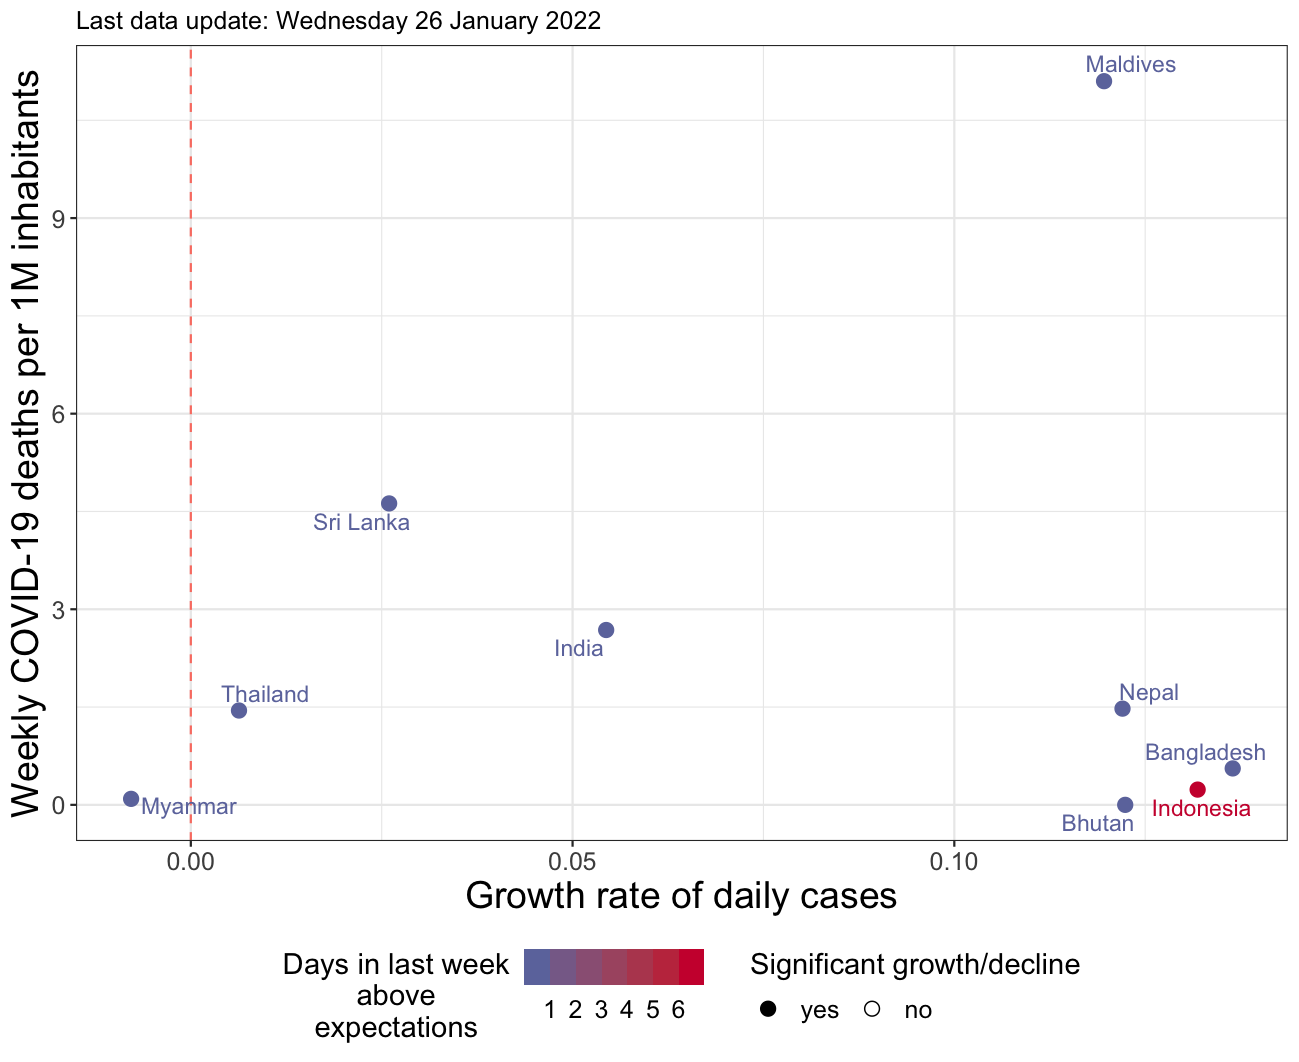 Last data update: Wednesday 26 January 2022
Weekly COVID-19 deaths per 1M inhabitants
Maldives
9
6
Sri Lanka
3
India
Thailand
Nepal
Bangladesh
0
Myanmar
Indonesia
Bhutan
0.00 0.05 0.10
Growth rate of daily cases
Days in last week
above
expectations
1 2 3 4 5 6
Significant growth/decline
yes no